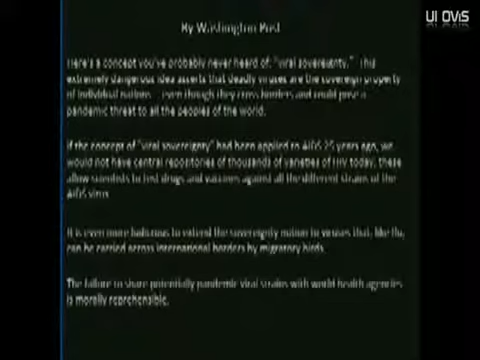 UI OVIS
By Washington Post
Here's a concept you've probably never heard of: "viral sovereignty." This
extremely dangerous idea asserts that deadly viruses are the sovereign property
of individual nations even though they cross borders and could pose a
pandemic threat to all the peoples of the world.
If the concept of "viral sovereignty" had been applied to AIDS 25 years ago, we
would not have central repositories of thousands of varieties of HIV today; these
allow scientists to test drugs and vaccines against all the different strains of the
AIDS virus
It is even more to extend the sovereignty notion to viruses that, like flu,
can be carried across international borders by migratory birds.
The failure to share potentially pandemic viral strains with world health agencies
is morally reprehensible.